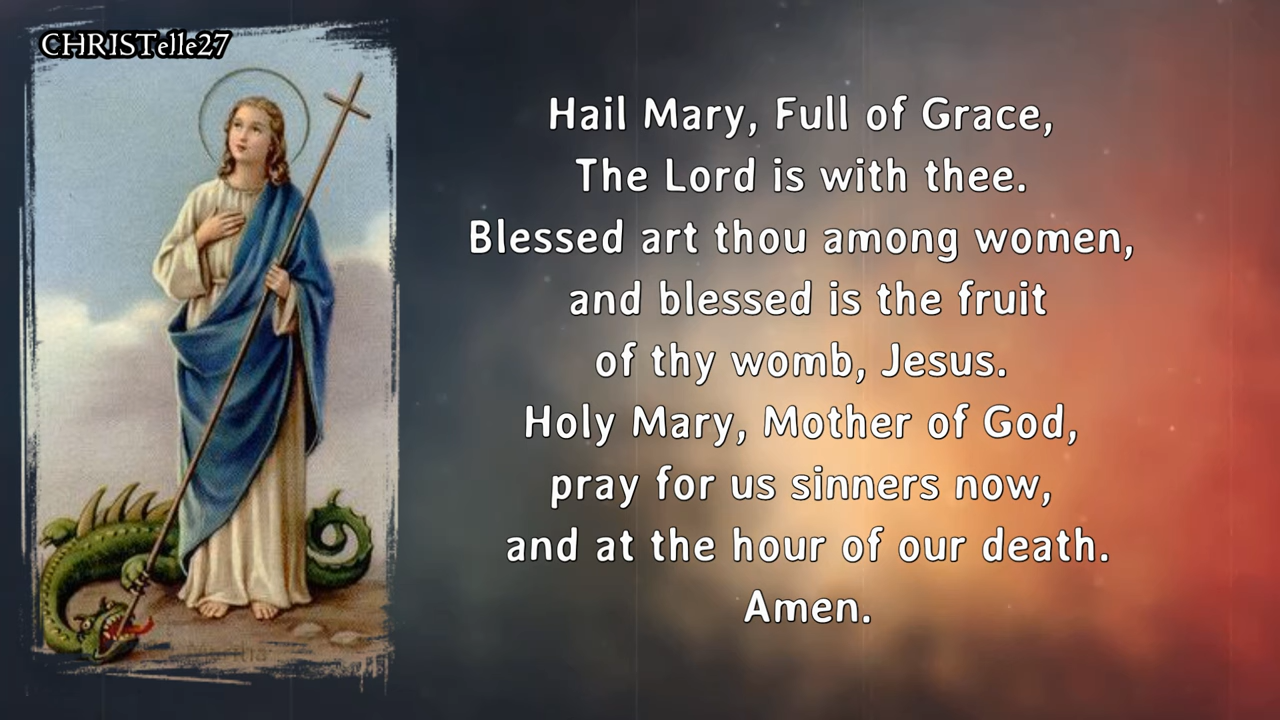 CHRISTelle27
Hail Mary, Full of Grace,
The Lord is with thee.
Blessed art thou among women,
and blessed is the fruit
of thy womb, Jesus.
Holy Mary, Mother of God,
pray for us sinners now,
and at the hour of our death.
Amen.